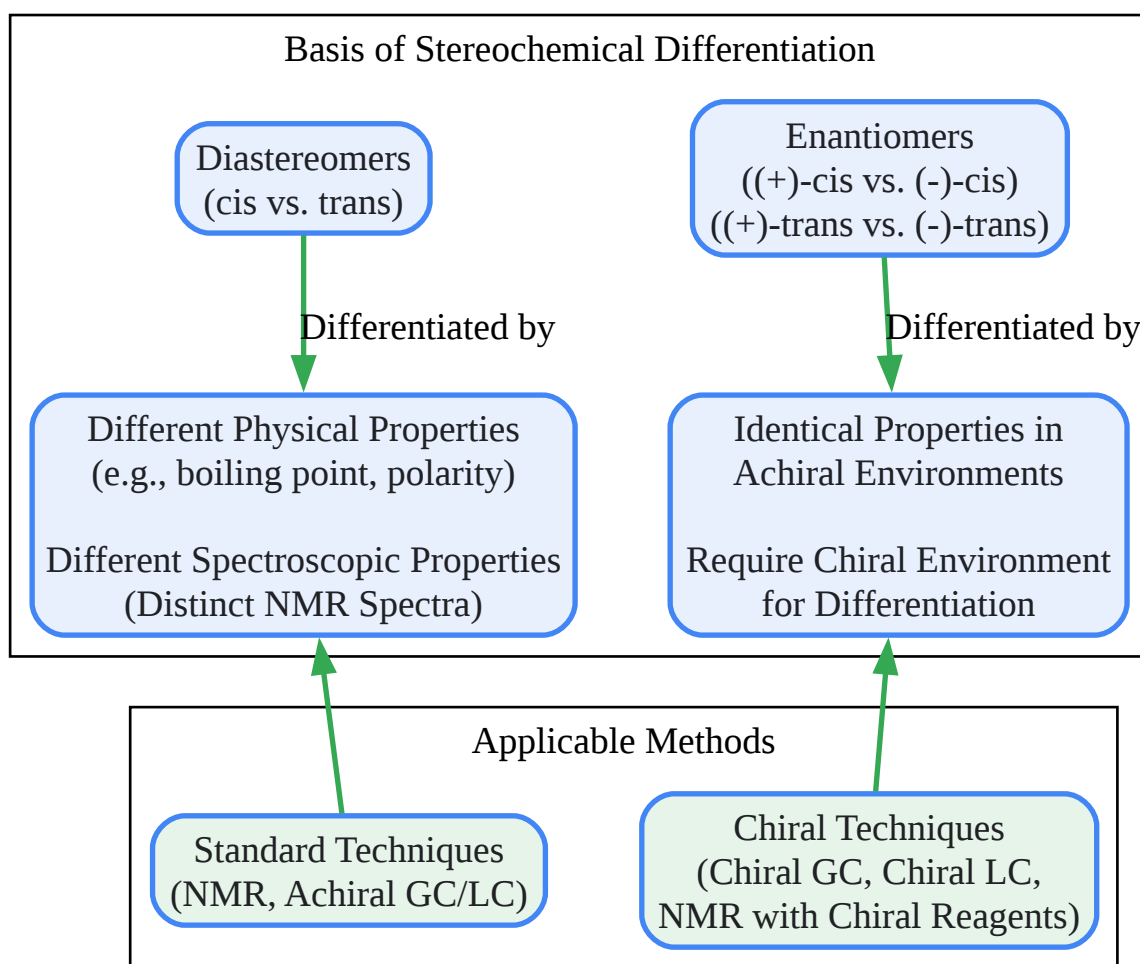 Basis of Stereochemical Differentiation
Diastereomers
(cis vs. trans)
Enantiomers
((+)-cis vs. (-)-cis)
((+)-trans vs. (-)-trans)
Differentiated by
Differentiated by
Different Physical Properties
(e.g., boiling point, polarity)
Different Spectroscopic Properties
(Distinct NMR Spectra)
Identical Properties in
Achiral Environments
Require Chiral Environment
for Differentiation
Applicable Methods
Standard Techniques
(NMR, Achiral GC/LC)
Chiral Techniques
(Chiral GC, Chiral LC,
NMR with Chiral Reagents)